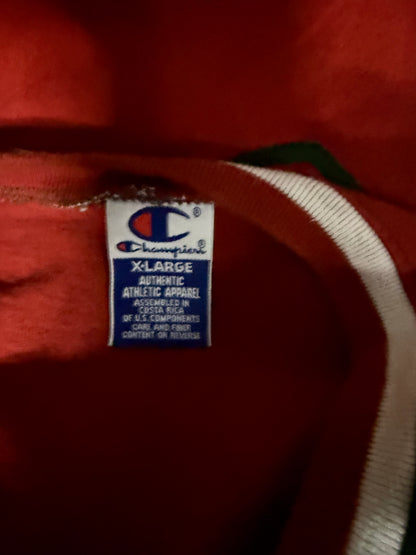 C®
Champion®
X-LARGE
AUTHENTIC
ATHLETIC APPAREL
ASSEMBLED IN
COSTA RICA
OF U.S. COMPONENTS
CARE AND FIBER
CONTENT ON REVERSE